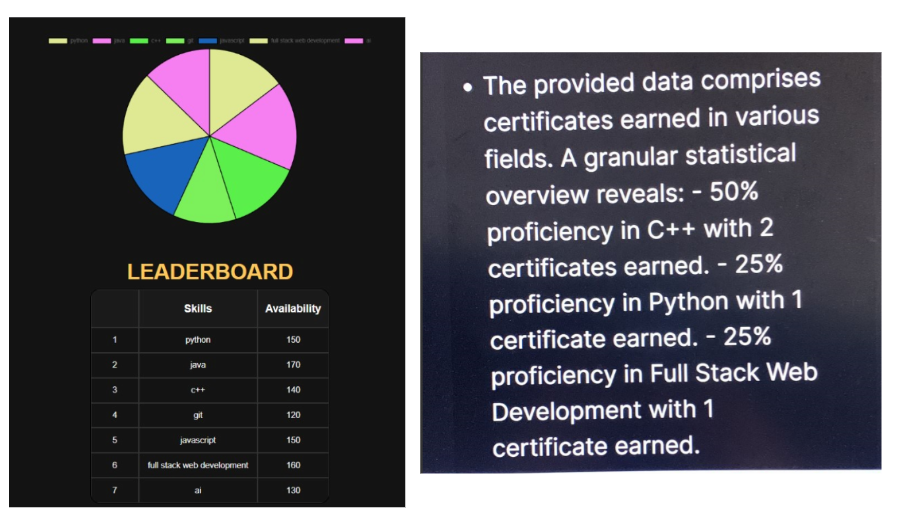 python java c++ git javascript full stack web development ai
LEADERBOARD
Skills Availability
1 python 150
2 java 170
3 c++ 140
4 git 120
5 javascript 150
6 full stack web development 160
7 ai 130
• The provided data comprises
certificates earned in various
fields. A granular statistical
overview reveals: - 50%
proficiency in C++ with 2
certificates earned. - 25%
proficiency in Python with 1
certificate earned. - 25%
proficiency in Full Stack Web
Development with 1
certificate earned.